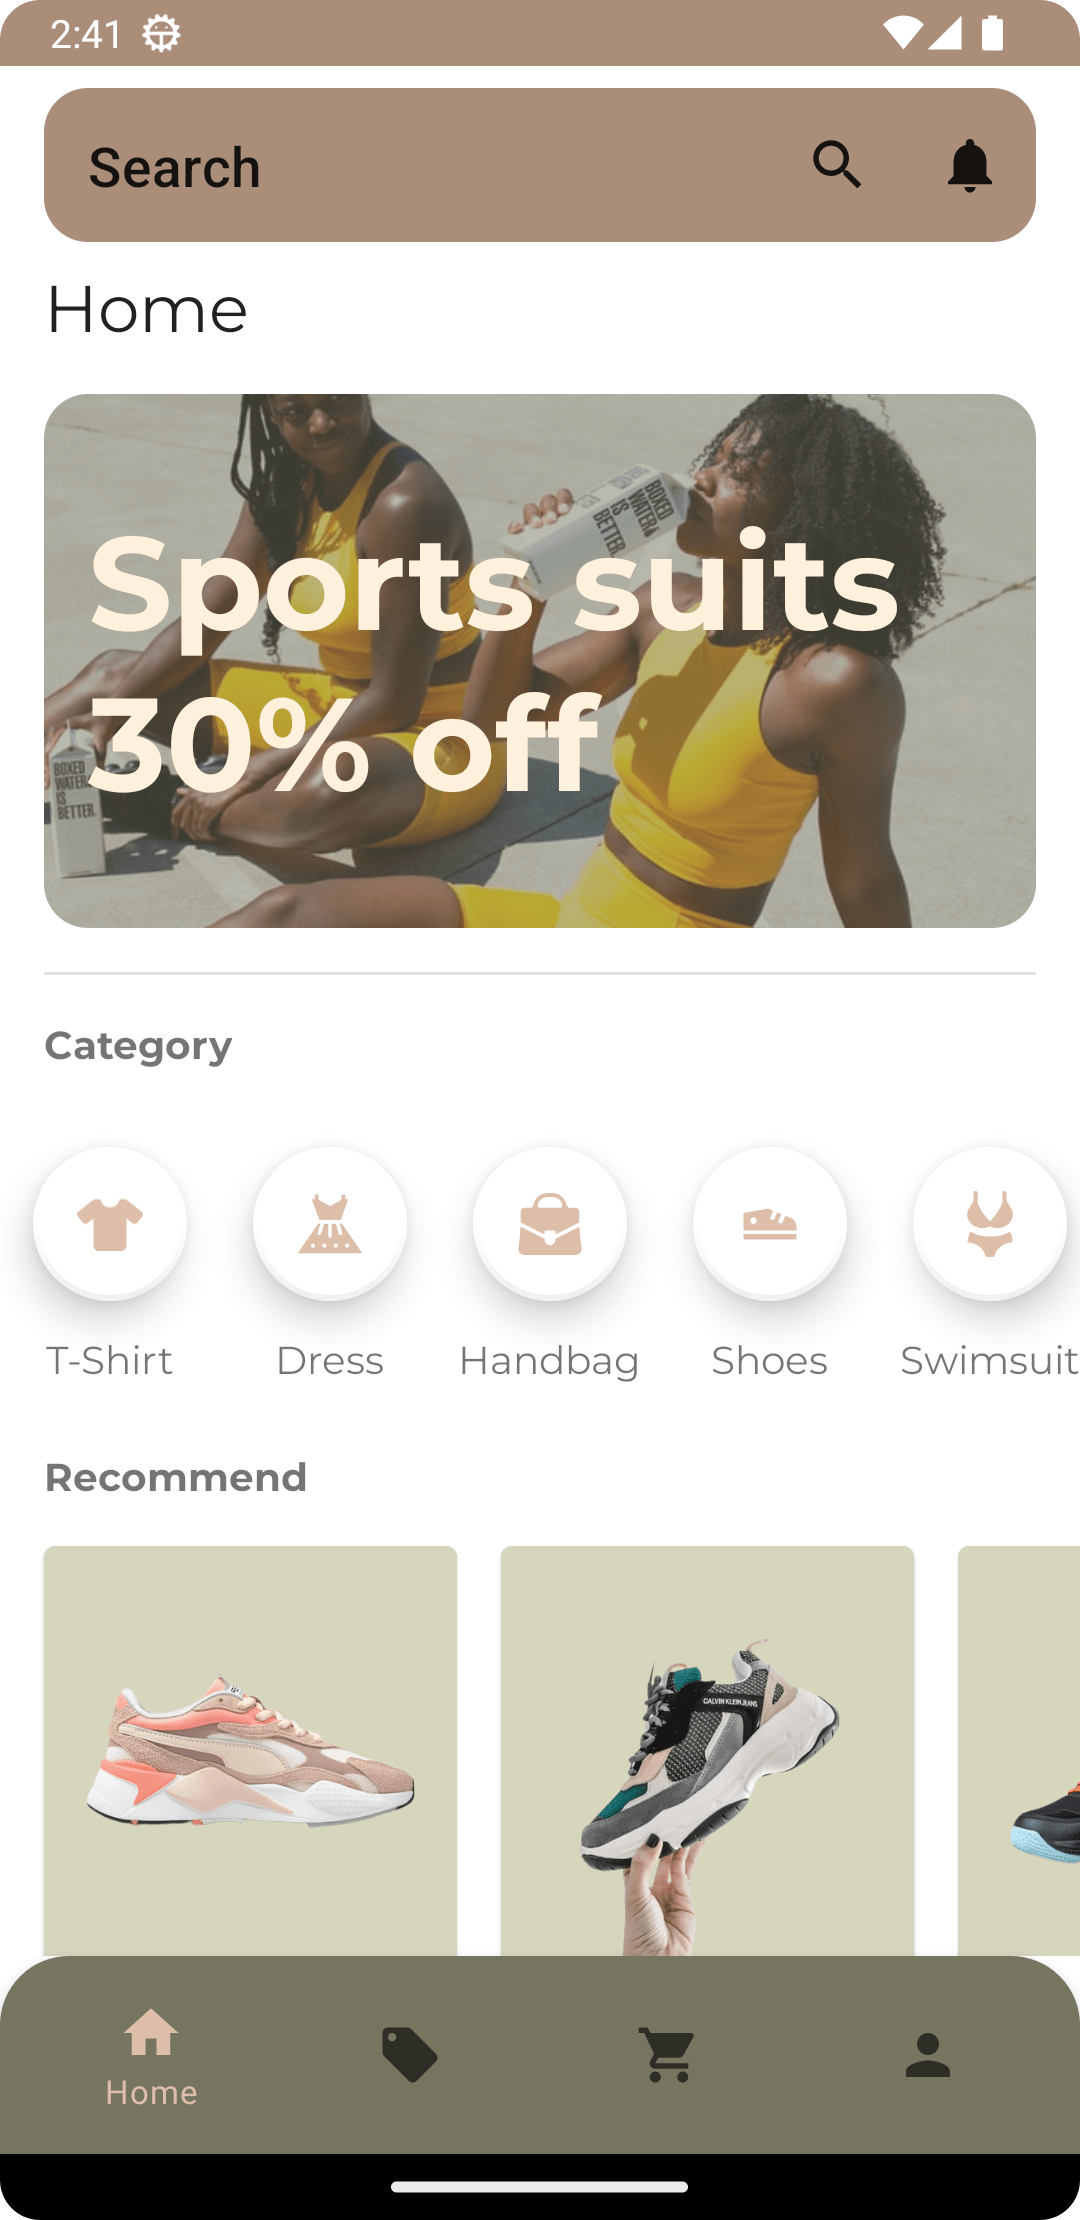 2:41
Search
Home
BOXED
WATER
IS
BETTER
Sports suits
30% off
BOXED
WATER
IS
BETTER.
Category
T-Shirt
Dress
Handbag
Shoes
Swimsuit
Recommend
CALVIN KLEIN JEANS
Home